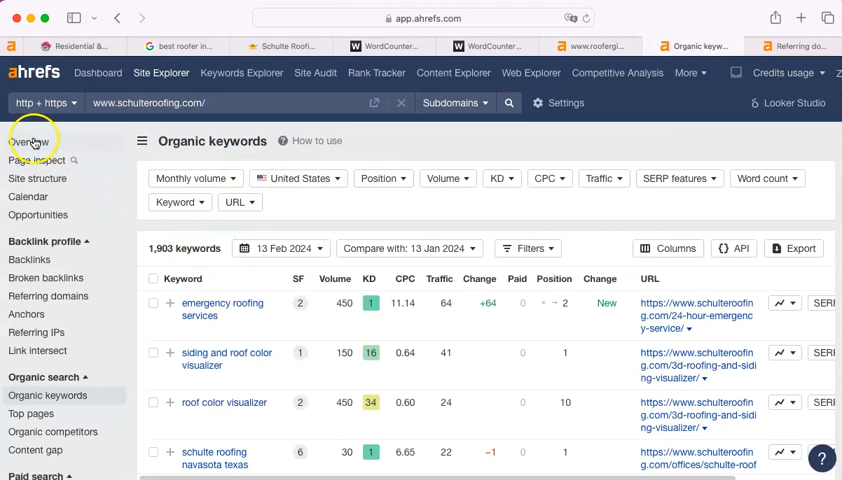 app.ahrefs.com
Residential &...
best roofer in...
Schulte Roofi...
WordCounter...
WordCounter...
www.roofergi...
Organic keyw...
Referring do...
ahrefs
Dashboard
Site Explorer
Keywords Explorer
Site Audit
Rank Tracker
Content Explorer
Web Explorer
Competitive Analysis
More
Credits usage
http + https
www.schulteroofing.com/
Subdomains
Settings
Looker Studio
Overview
Page inspect
Site structure
Calendar
Opportunities
Backlink profile
Backlinks
Broken backlinks
Referring domains
Anchors
Referring IPs
Link intersect
Organic search
Organic keywords
Top pages
Organic competitors
Content gap
Paid search
Organic keywords
How to use
Monthly volume
United States
Position
Volume
KD
CPC
Traffic
SERP features
Word count
Keyword
URL
1,903 keywords
13 Feb 2024
Compare with: 13 Jan 2024
Filters
Columns
API
Export
Keyword SF Volume KD CPC Traffic Change Paid Position Change URL
emergency roofing
services
2 450 1 11.14 64 +64 0 × → 2 New
https://www.schulteroofin
g.com/24-hour-emergenc
y-service/
siding and roof color
visualizer
1 150 16 0.64 41 0 1
https://www.schulteroofin
g.com/3d-roofing-and-sidi
ng-visualizer/
roof color visualizer
2 450 34 0.60 24 0 10
https://www.schulteroofin
g.com/3d-roofing-and-sidi
ng-visualizer/
schulte roofing
navasota texas
6 30 1 6.65 22 −1 0 1
https://www.schulteroofin
g.com/offices/schulte-roof
?